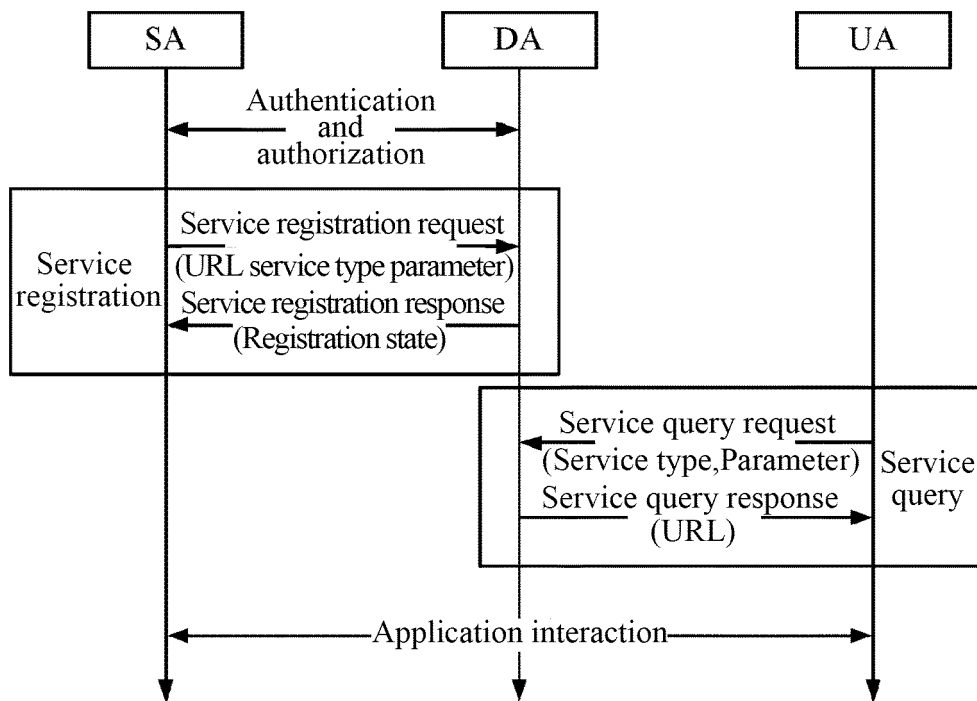 SA
DA
UA
Authentication
and
authorization
Service registration request
(URL service type parameter)
Service
registration
Service registration response
(Registration state)
Service query request
(Service type,Parameter)
Service
query
Service query response
(URL)
Application interaction